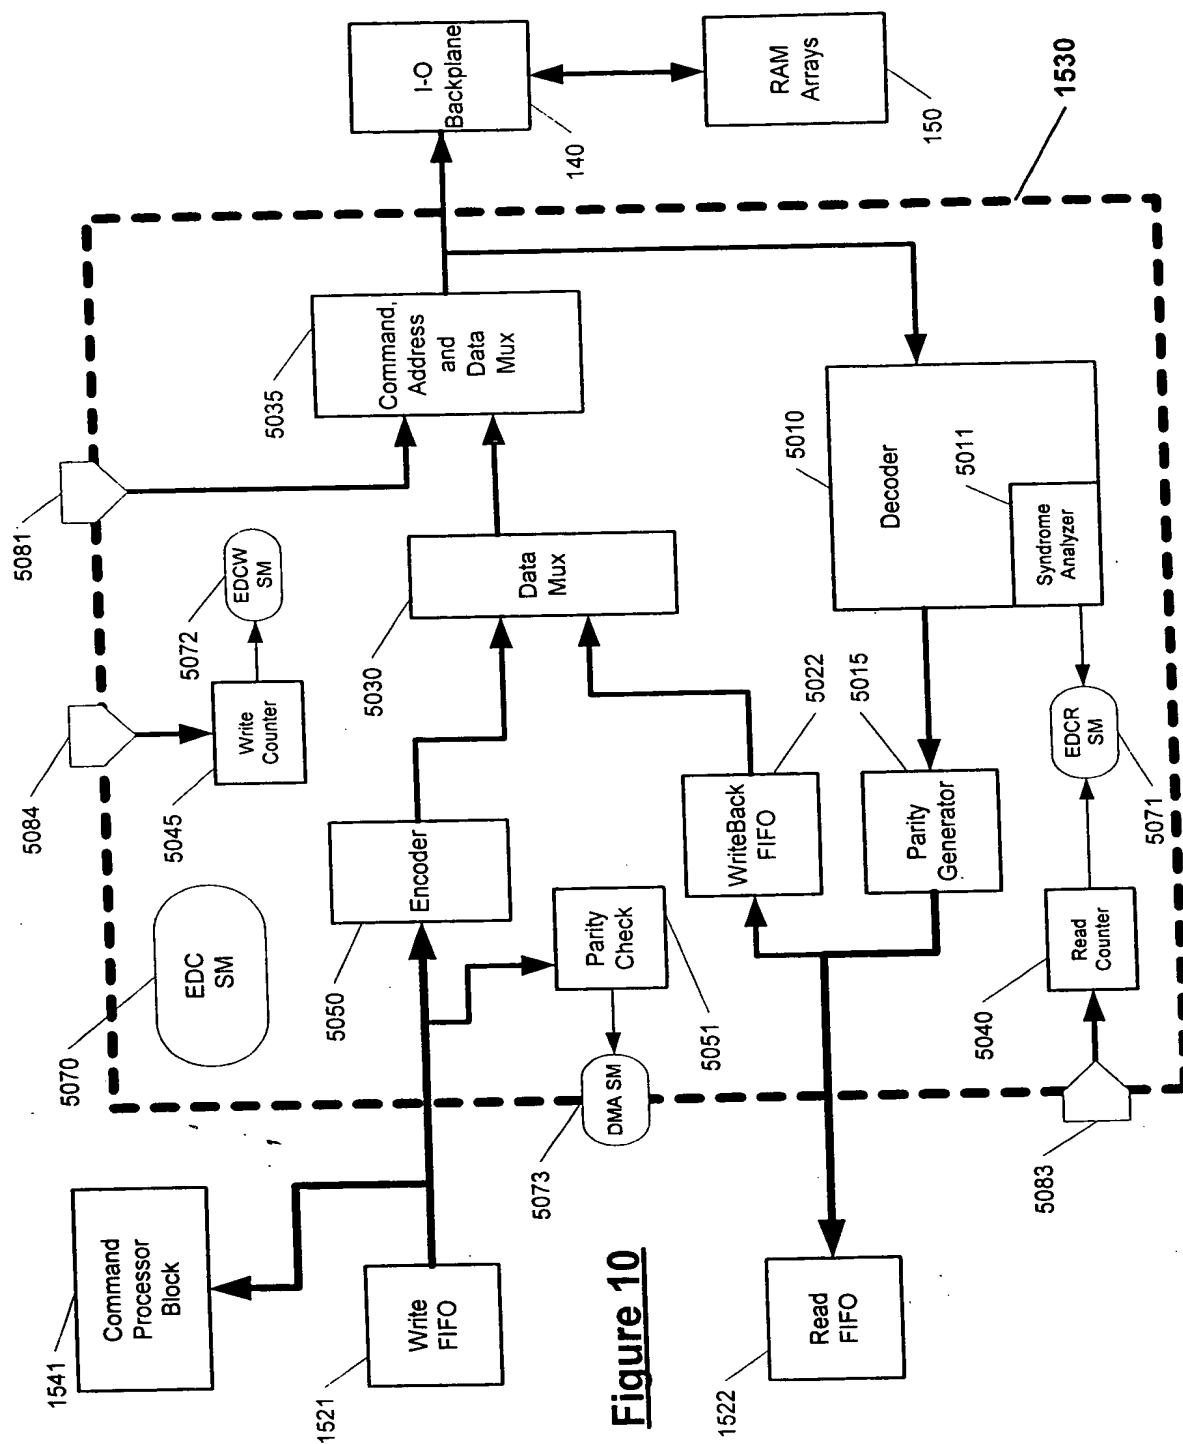 1541
Command
Processor
Block
1521
Write
FIFO
Figure 10
1522
Read
FIFO
5070
EDC
SM
5084
5045
Write
Counter
5072
EDCW
SM
5081
5050
Encoder
5051
Parity
Check
5073
DMA SM
5030
Data
Mux
5035
Command,
Address
and
Data
Mux
WriteBack
FIFO
5022
5015
Parity
Generator
5010
Decoder
5011
Syndrome
Analyzer
EDCR
SM
5071
5040
Read
Counter
5083
I-O
Backplane
140
RAM
Arrays
150
1530